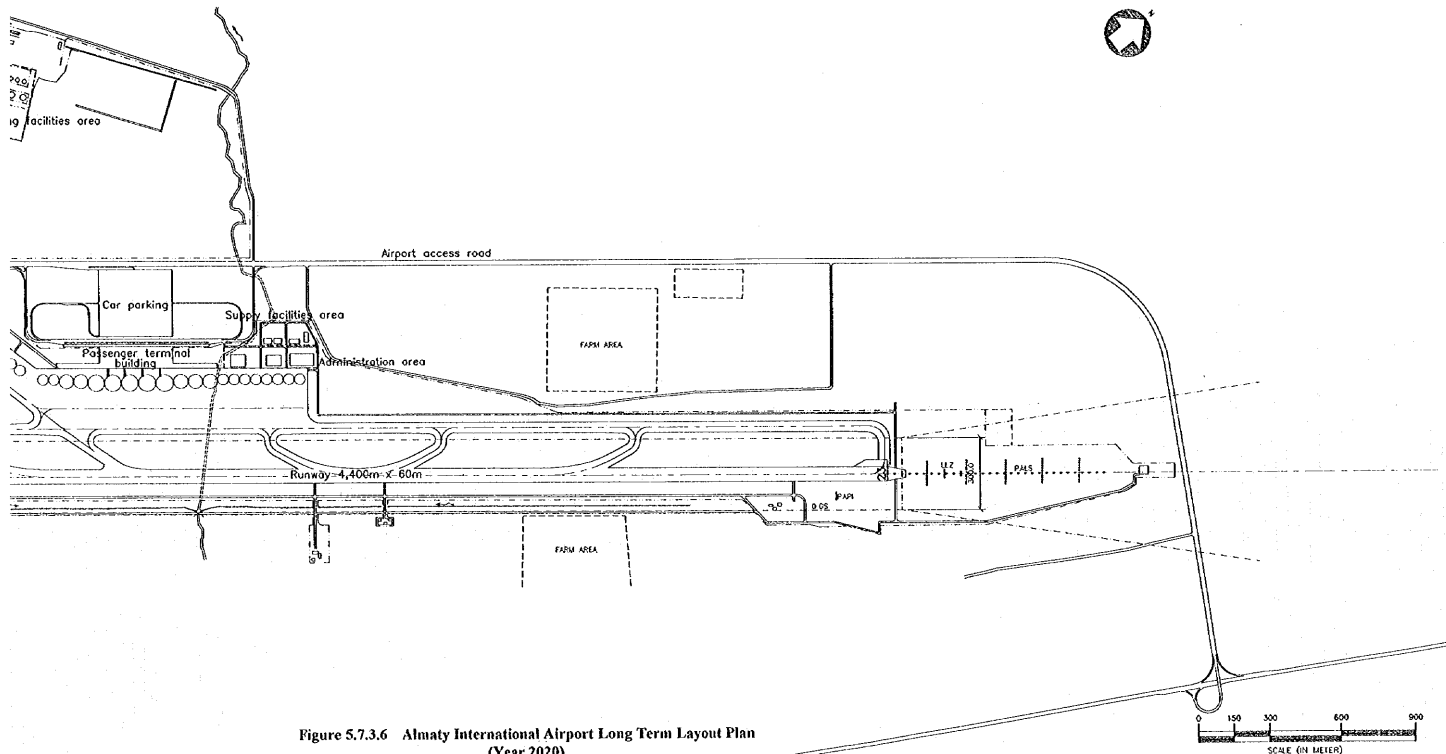 N
facilities area
Airport access road
Car parking
Supply facilities area
FARM AREA
Passenger terminal
building
Administration area
Runway 4,400m x 60m
PALS
PAPI
FARM AREA
Figure 5.7.3.6 Almaty International Airport Long Term Layout Plan
(Year 2020)
0 150 300 600 900
SCALE (IN METER)